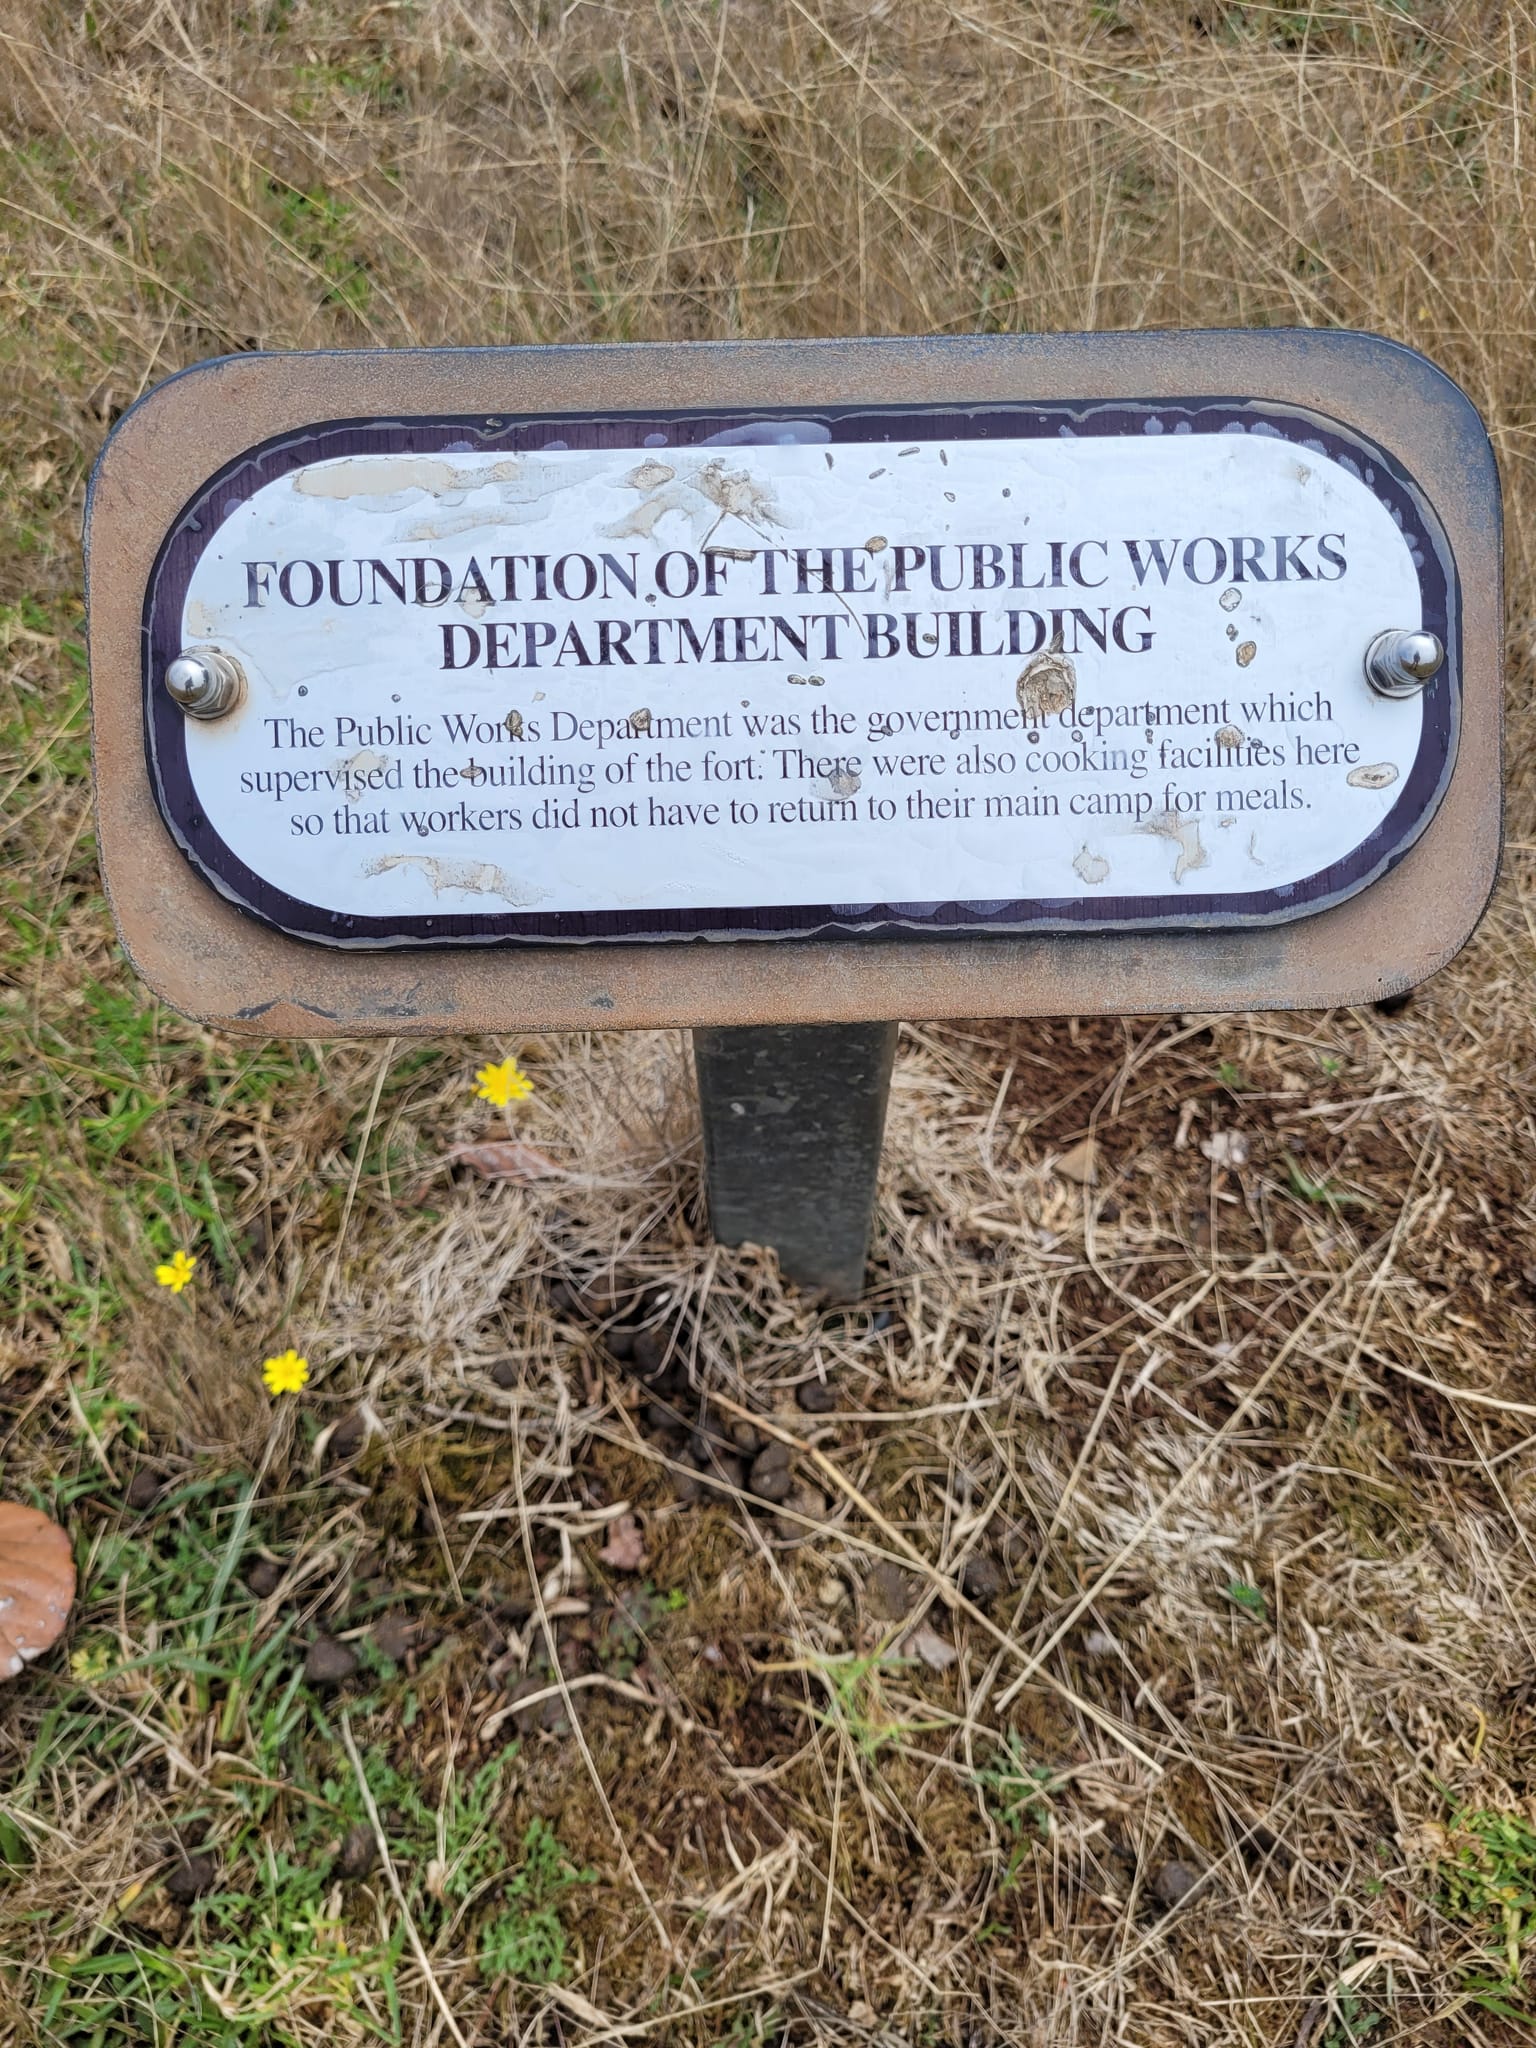 FOUNDATION OF THE PUBLIC WORKS
DEPARTMENT BUILDING
The Public Works Department was the government department which
supervised the building of the fort. There were also cooking facilities here
so that workers did not have to return to their main camp for meals.